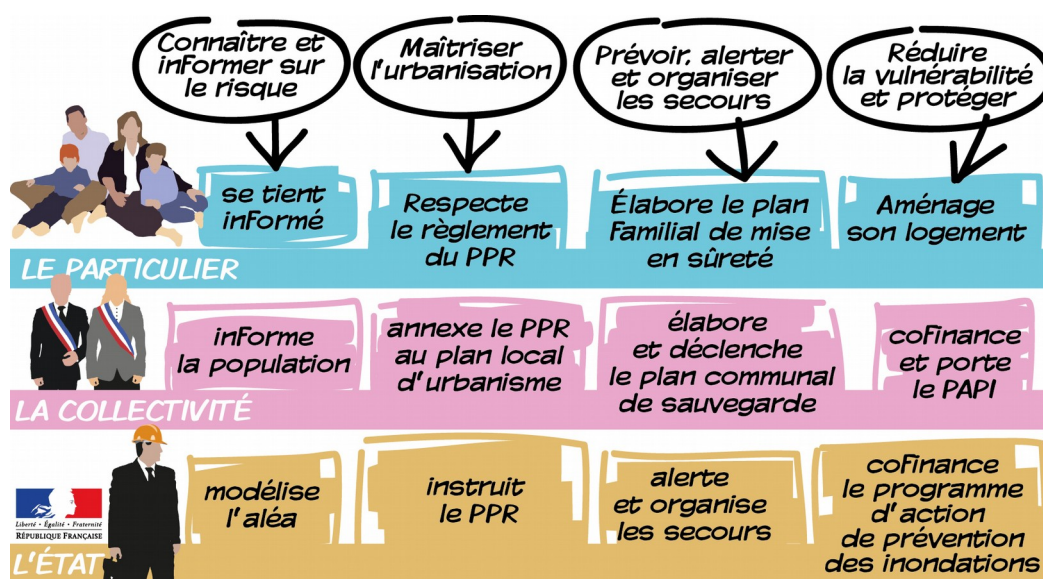 Connaître et
informer sur
le risque
Maîtriser
l'urbanisation
Prévoir, alerter
et organiser
les secours
Réduire
la vulnérabilité
et protéger
se tient
informé
Respecte
le règlement
du PPR
Élabore le plan
Familial de mise
en sûreté
Aménage
son logement
LE PARTICULIER
informe
la population
annexe le PPR
au plan local
d'urbanisme
élabore
et déclenche
le plan communal
de sauvegarde
cofinance
et porte
le PAPI
LA COLLECTIVITÉ
modélise
l'aléa
instruit
le PPR
alerte
et organise
les secours
cofinance
le programme
d'action
de prévention
des inondations
Liberté • Égalité • Fraternité
RÉPUBLIQUE FRANÇAISE
L'ÉTAT